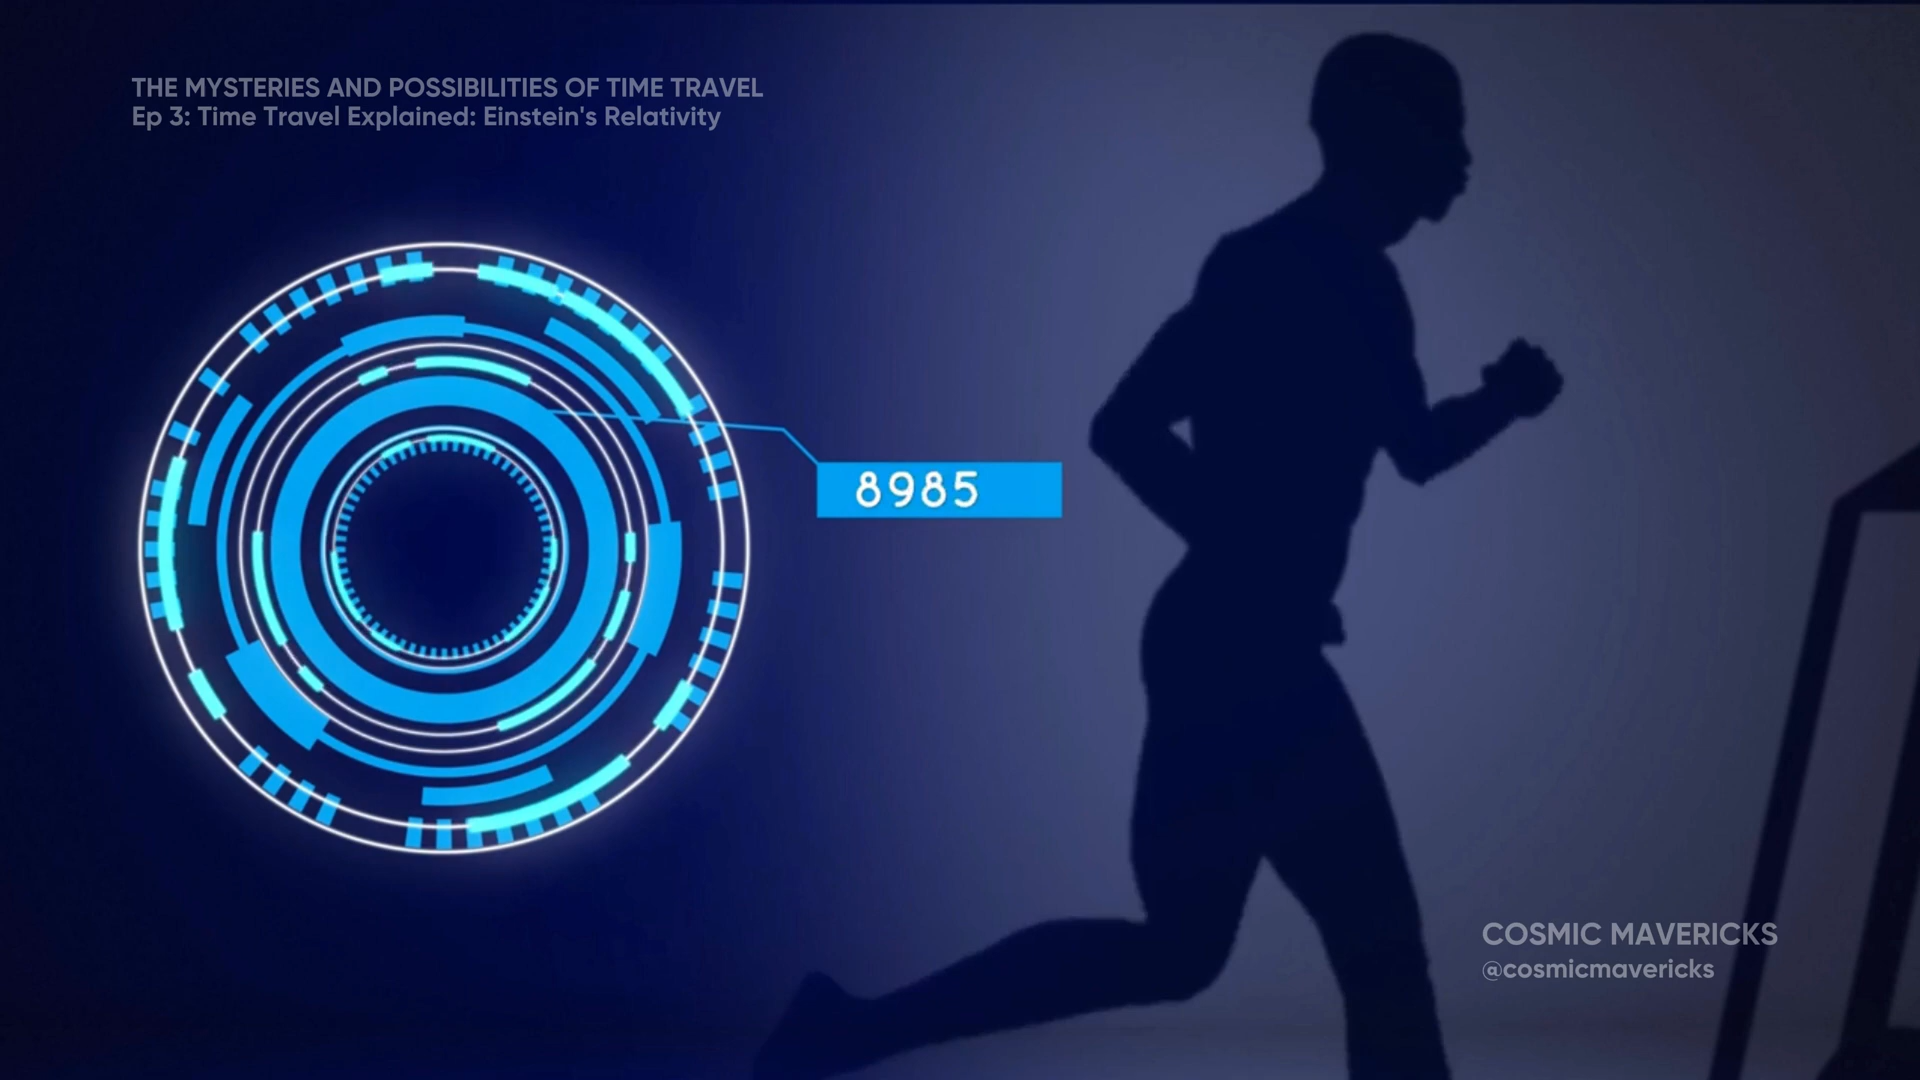 THE MYSTERIES AND POSSIBILITIES OF TIME TRAVEL
Ep 3: Time Travel Explained: Einstein's Relativity
8985
COSMIC MAVERICKS
@cosmicmavericks